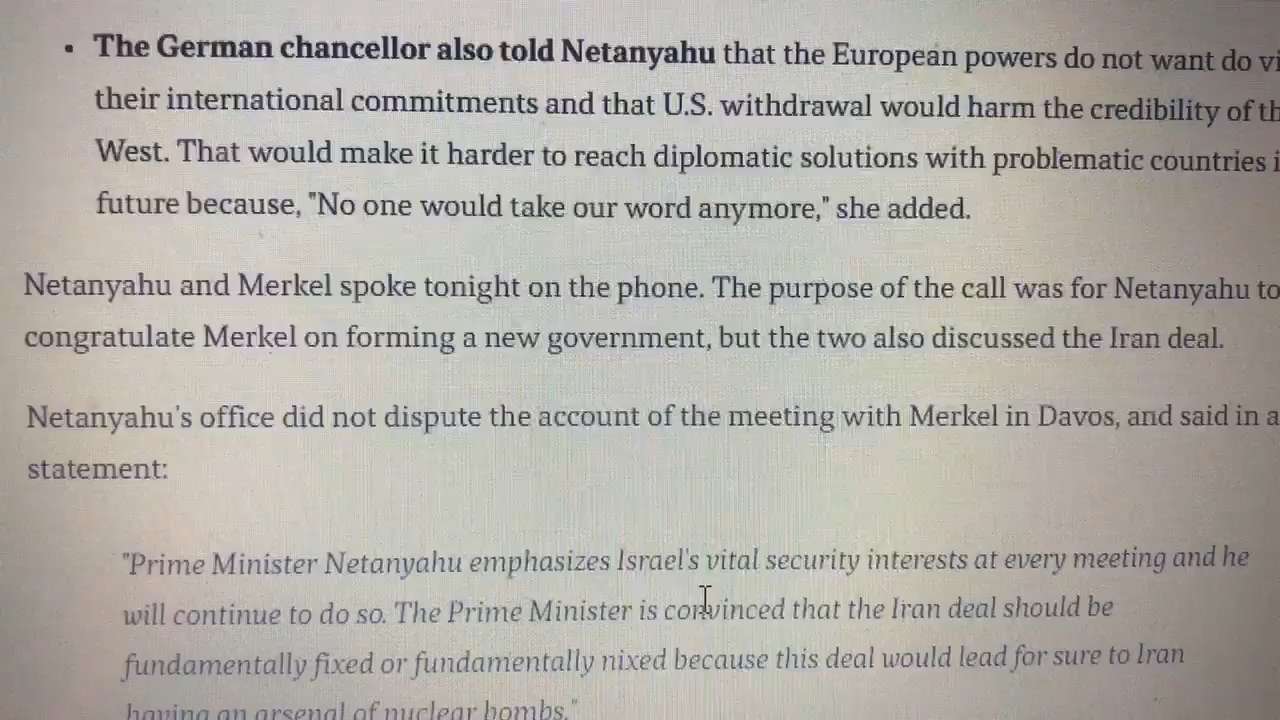 • The German chancellor also told Netanyahu that the European powers do not want do vi
their international commitments and that U.S. withdrawal would harm the credibility of th
West. That would make it harder to reach diplomatic solutions with problematic countries i
future because, "No one would take our word anymore," she added.
Netanyahu and Merkel spoke tonight on the phone. The purpose of the call was for Netanyahu to
congratulate Merkel on forming a new government, but the two also discussed the Iran deal.
Netanyahu's office did not dispute the account of the meeting with Merkel in Davos, and said in a
statement:
"Prime Minister Netanyahu emphasizes Israel's vital security interests at every meeting and he
will continue to do so. The Prime Minister is convinced that the Iran deal should be
fundamentally fixed or fundamentally nixed because this deal would lead for sure to Iran
having an arsenal of nuclear bombs."